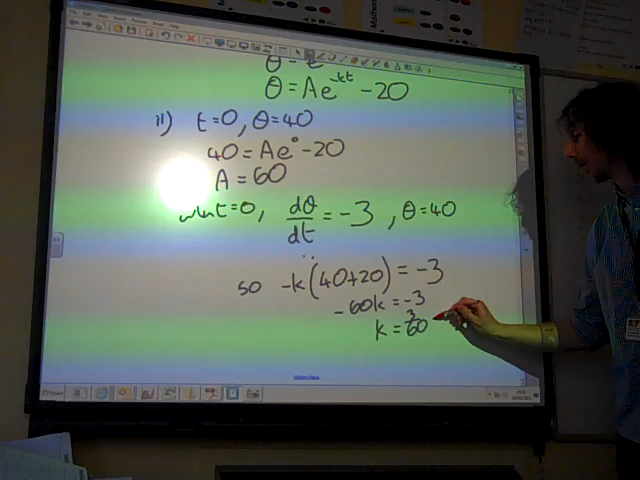 θ = Ae^-kt - 20
ii) t=0, θ=40
40 = Ae° - 20
A = 60
when t=0, dθ/dt = -3, θ=40
so -k(40+20) = -3
-60k = -3
k = 3/60